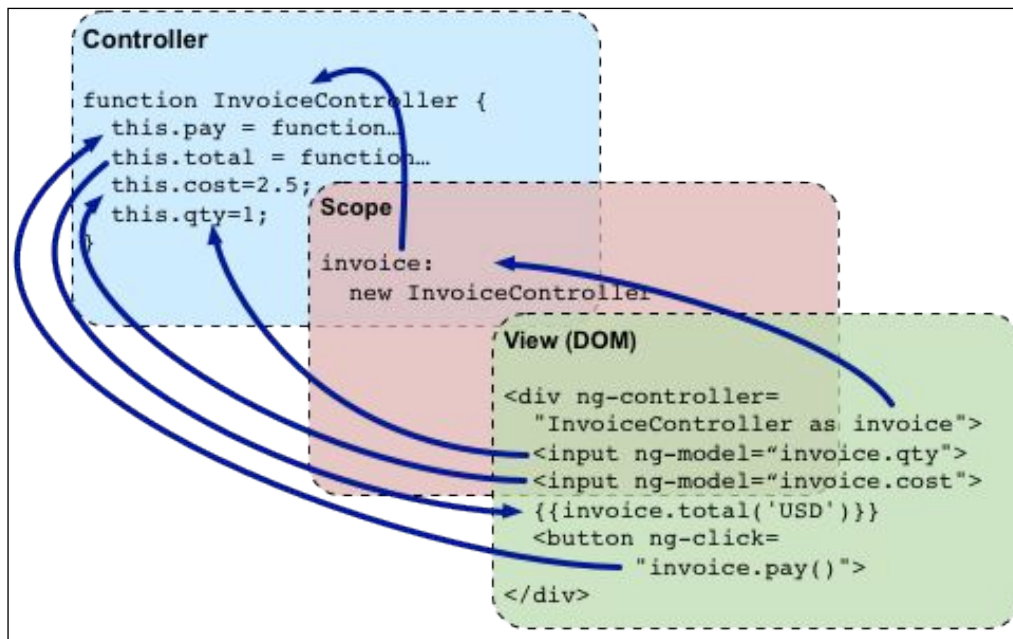 Controller
function InvoiceController {
this.pay = function…
this.total = function…
this.cost=2.5;
this.qty=1;
}
Scope
invoice:
new InvoiceController
View (DOM)
<div ng-controller=
"InvoiceController as invoice">
<input ng-model=“invoice.qty">
<input ng-model=“invoice.cost">
{{invoice.total('USD')}}
<button ng-click=
"invoice.pay()">
</div>